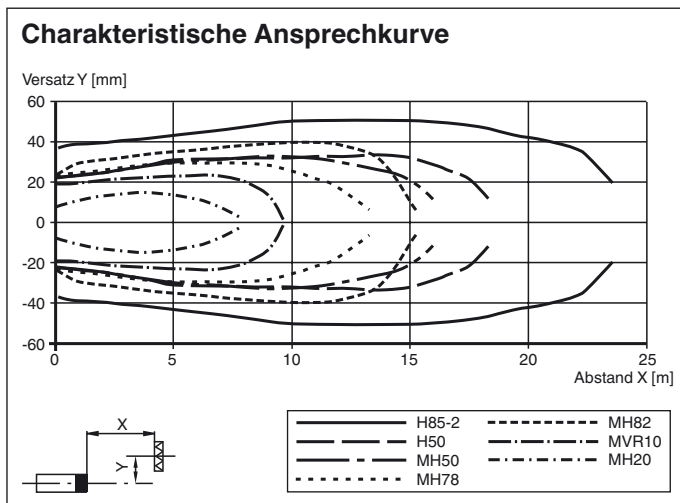 Charakteristische Ansprechkurve
Versatz Y [mm]
60
40
20
0
20
-40
-60
0
5
10
15
20
25
Abstand X [m]
X
Y
H85-2
H50
MH50
MH78
MH82
MVR10
MH20